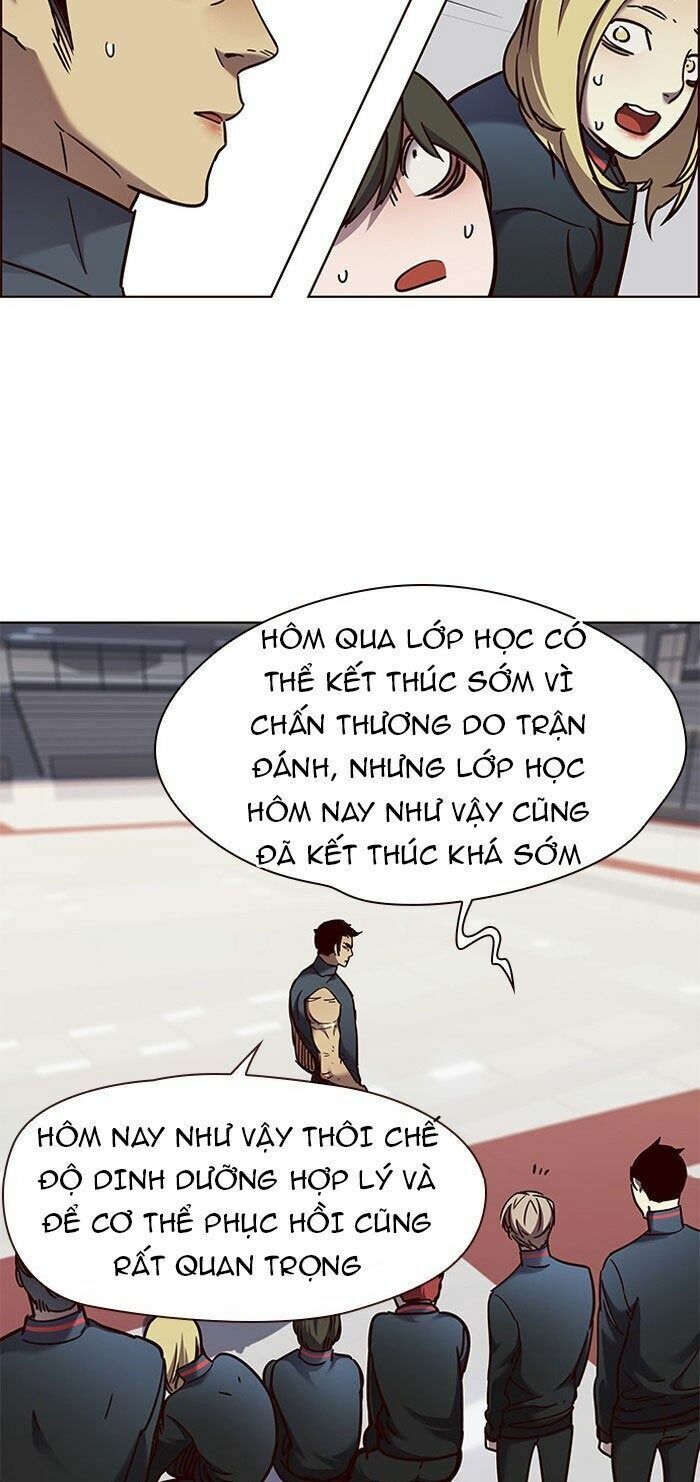 HÔM QUA LỚP HỌC CÓ
THỂ KẾT THÚC SỚM VÌ
CHẤN THƯƠNG DO TRẬN
ĐÁNH, NHƯNG LỚP HỌC
HÔM NAY NHƯ VẬY CŨNG
ĐÃ KẾT THÚC KHÁ SỚM
HÔM NAY NHƯ VẬY THÔI CHẾ
ĐỘ DINH DƯỠNG HỢP LÝ VÀ
ĐỂ CƠ THỂ PHỤC HỒI CŨNG
RẤT QUAN TRỌNG